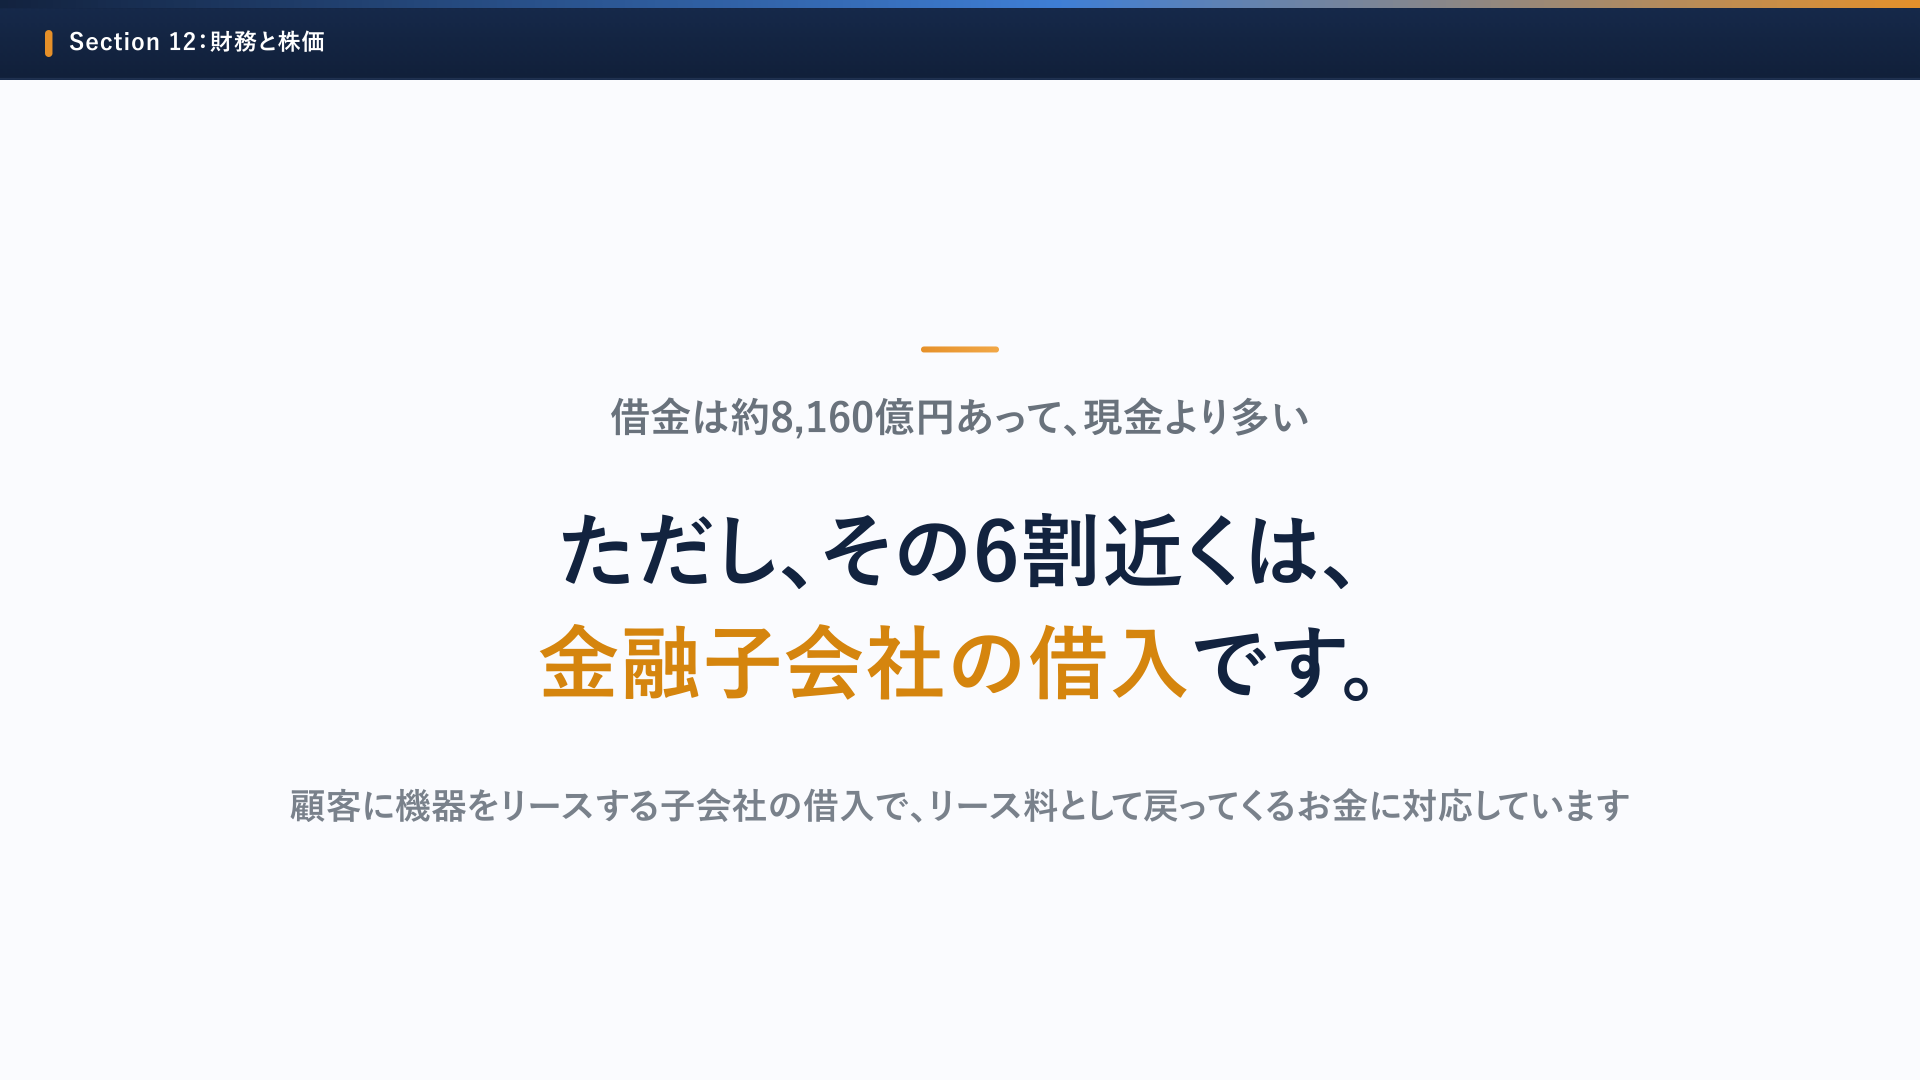 Section 12：財務と株価
借金は約8,160億円あって、現金より多い
ただし、その6割近くは、
金融子会社の借入です。
顧客に機器をリースする子会社の借入で、リース料として戻ってくるお金に対応しています